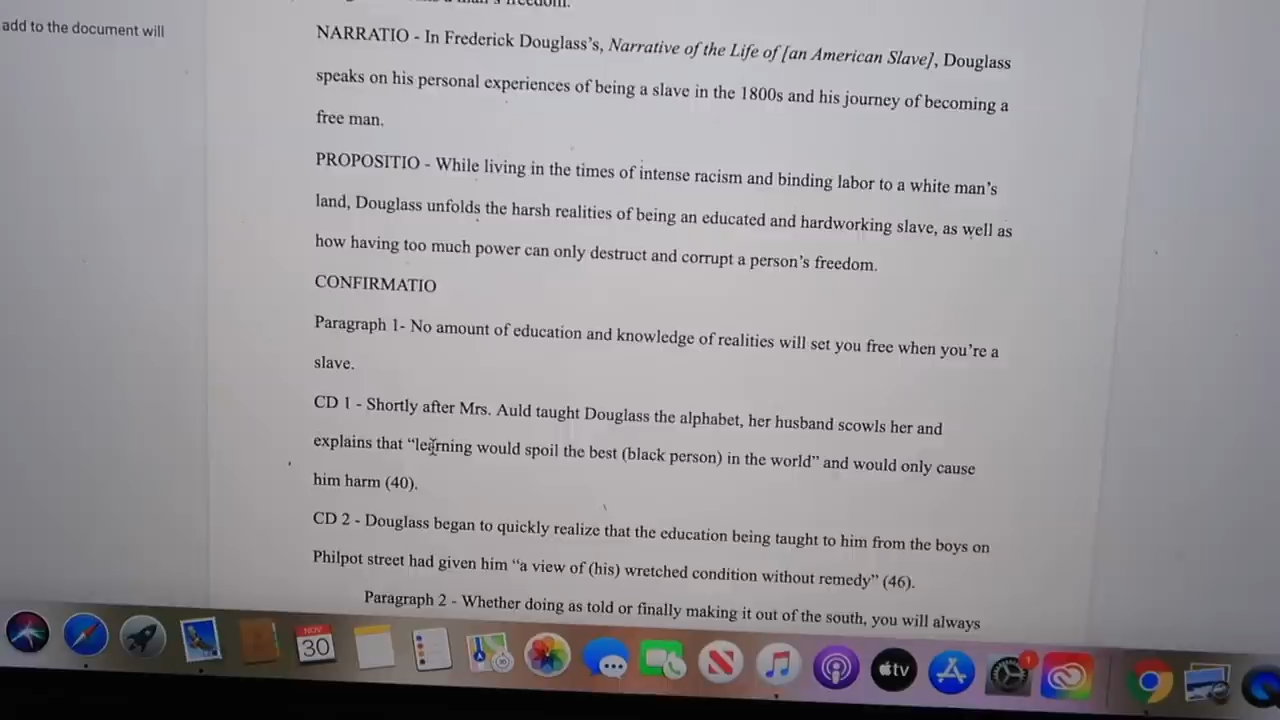 add to the document will
freedom.
NARRATIO - In Frederick Douglass's, Narrative of the Life of [an American Slave], Douglass
speaks on his personal experiences of being a slave in the 1800s and his journey of becoming a
free man.
PROPOSITIO - While living in the times of intense racism and binding labor to a white man's
land, Douglass unfolds the harsh realities of being an educated and hardworking slave, as well as
how having too much power can only destruct and corrupt a person's freedom.
CONFIRMATIO
Paragraph 1- No amount of education and knowledge of realities will set you free when you're a
slave.
CD 1 - Shortly after Mrs. Auld taught Douglass the alphabet, her husband scowls her and
explains that "learning would spoil the best (black person) in the world" and would only cause
him harm (40).
CD 2 - Douglass began to quickly realize that the education being taught to him from the boys on
Philpot street had given him "a view of (his) wretched condition without remedy" (46).
Paragraph 2 - Whether doing as told or finally making it out of the south, you will always
NOV
30
tv
1